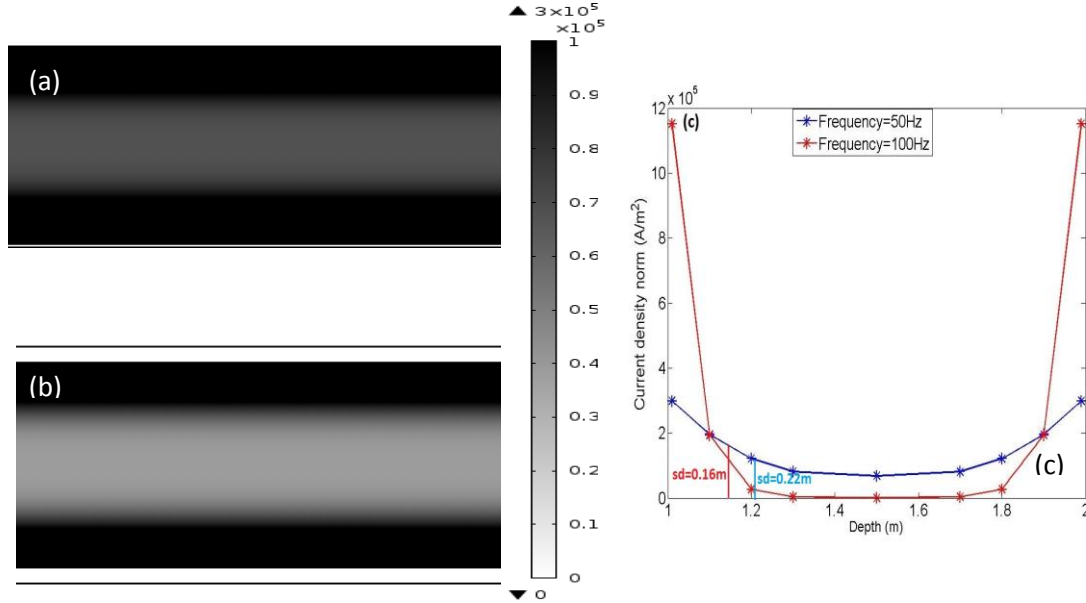 (a)
(b)
▲ 3×10⁵
×10⁵
1
0.9
0.8
0.7
0.6
0.5
0.4
0.3
0.2
0.1
0
▼ 0
x 10⁵
12
10
8
6
4
2
0
Current density norm (A/m²)
(c)
Frequency=50Hz
Frequency=100Hz
sd=0.16m
sd=0.22m
(c)
1
1.2
1.4
1.6
1.8
2
Depth (m)